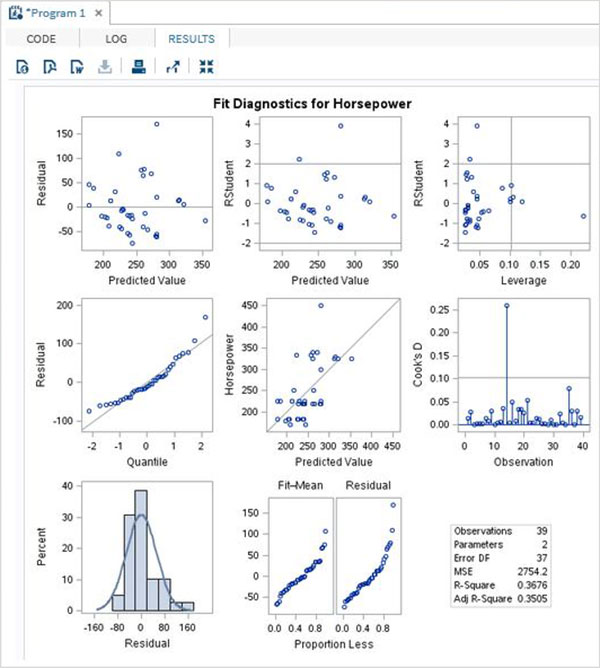 *Program 1 ×
CODE LOG RESULTS
Fit Diagnostics for Horsepower
Residual
150
100
50
0
-50
200 250 300 350
Predicted Value
RStudent
4
3
2
1
0
-1
-2
200 250 300 350
Predicted Value
RStudent
4
3
2
1
0
-1
-2
0.05 0.10 0.15 0.20
Leverage
Residual
200
100
0
-100
-2 -1 0 1 2
Quantile
Horsepower
450
400
350
300
250
200
200 250 300 350 400 450
Predicted Value
Cook's D
0.25
0.20
0.15
0.10
0.05
0.00
0 10 20 30 40
Observation
Percent
40
30
20
10
0
-160 -80 0 80 160
Residual
Fit–Mean Residual
150
100
50
0
-50
0.0 0.4 0.8 0.0 0.4 0.8
Proportion Less
Observations 39
Parameters 2
Error DF 37
MSE 2754.2
R-Square 0.3676
Adj R-Square 0.3505